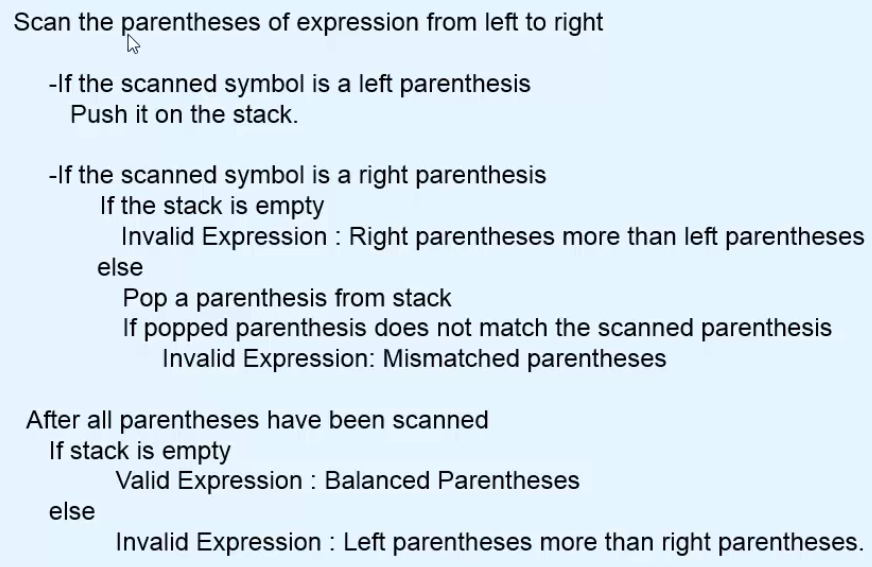 Scan the parentheses of expression from left to right
-If the scanned symbol is a left parenthesis
Push it on the stack.
-If the scanned symbol is a right parenthesis
If the stack is empty
Invalid Expression : Right parentheses more than left parentheses
else
Pop a parenthesis from stack
If popped parenthesis does not match the scanned parenthesis
Invalid Expression: Mismatched parentheses
After all parentheses have been scanned
If stack is empty
Valid Expression : Balanced Parentheses
else
Invalid Expression : Left parentheses more than right parentheses.